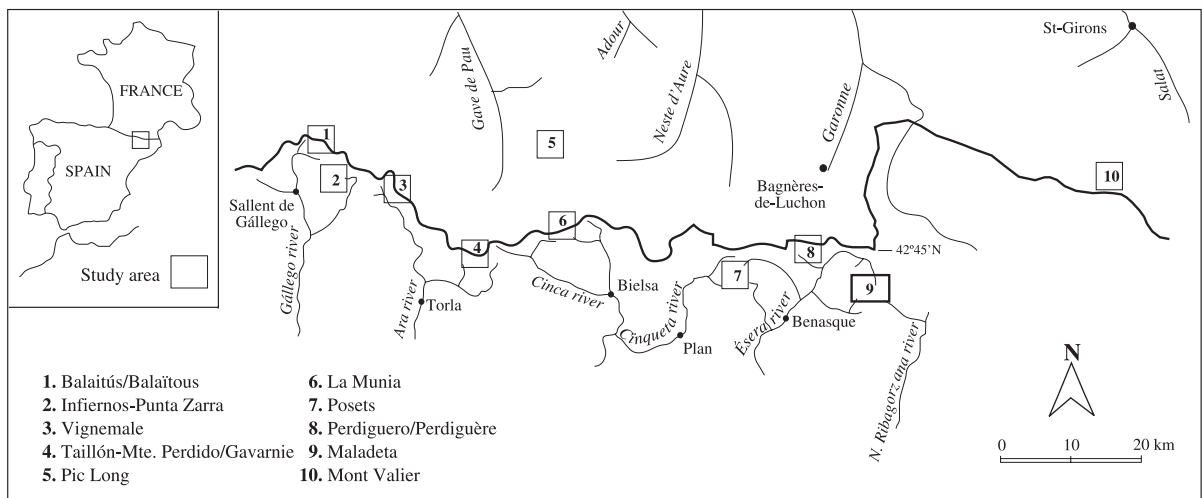 FRANCE
SPAIN
Study area
Gave de Pau
Adour
Neste d'Aure
Garonne
St-Girons
Salat
1
2
3
4
5
6
7
8
9
10
Sallent de
Gállego
Bagnères-
de-Luchon
42º45'N
Gállego river
Ara river
Torla
Cinca river
Bielsa
Cinqueta river
Plan
Ésera river
Benasque
N. Ribagorzana river
N
0 10 20 km
1. Balaitús/Balaïtous
2. Infiernos-Punta Zarra
3. Vignemale
4. Taillón-Mte. Perdido/Gavarnie
5. Pic Long
6. La Munia
7. Posets
8. Perdiguero/Perdiguère
9. Maladeta
10. Mont Valier